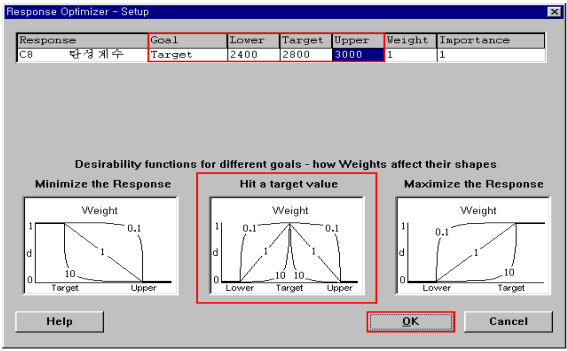 Response Optimizer - Setup
Response Goal Lower Target Upper Weight Importance
C8 탄성계수 Target 2400 2800 3000 1 1
Desirability functions for different goals - how Weights affect their shapes
Minimize the Response Hit a target value Maximize the Response
Weight Weight Weight
1 0.1 1 0.1 1 0.1
d 1 d 1 d 1
10 10 10 10
0 0 0
Target Upper Lower Target Upper Lower Target
Help OK Cancel